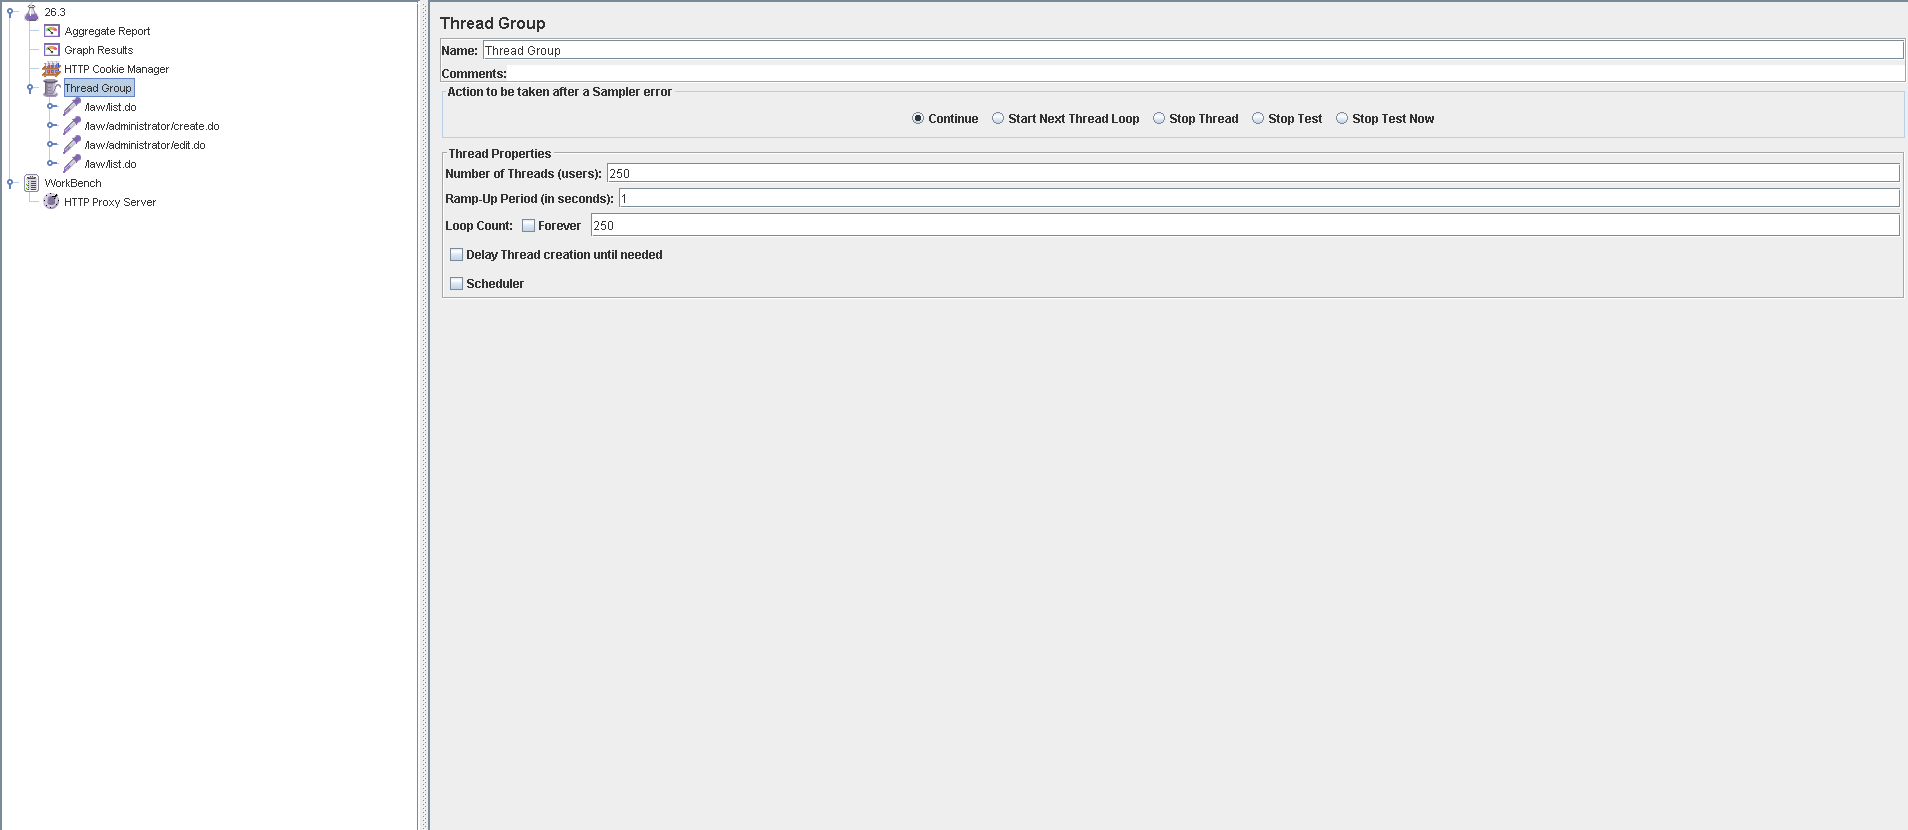 26.3
Aggregate Report
Graph Results
HTTP Cookie Manager
Thread Group
/law/list.do
/law/administrator/create.do
/law/administrator/edit.do
/law/list.do
WorkBench
HTTP Proxy Server
Thread Group
Name: Thread Group
Comments:
Action to be taken after a Sampler error
Continue Start Next Thread Loop Stop Thread Stop Test Stop Test Now
Thread Properties
Number of Threads (users): 250
Ramp-Up Period (in seconds): 1
Loop Count: Forever 250
Delay Thread creation until needed
Scheduler